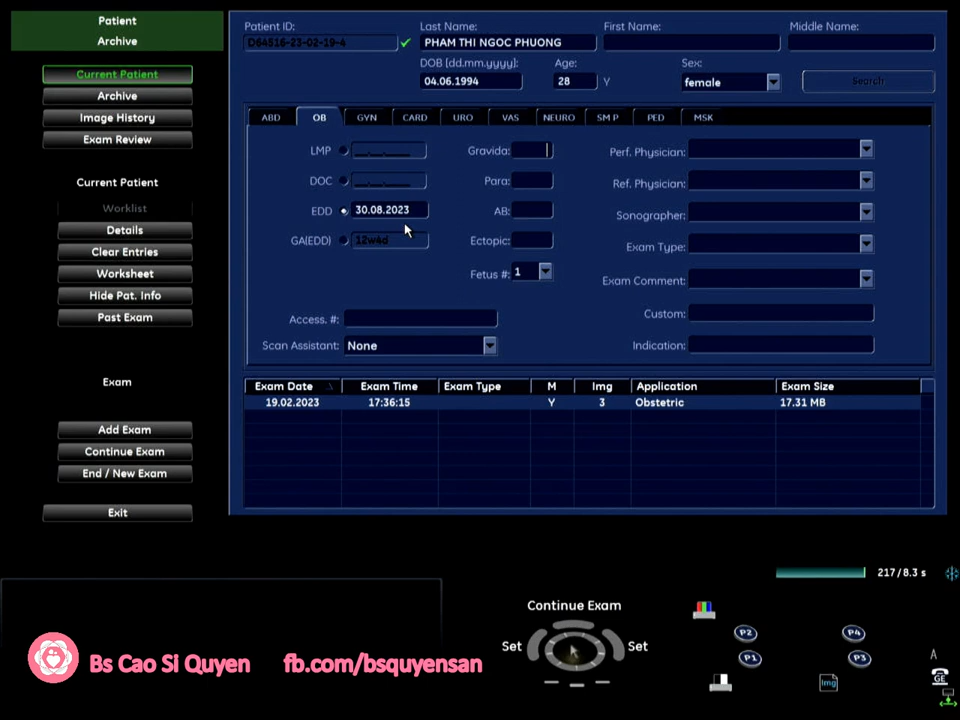 Patient
Archive
Current Patient
Archive
Image History
Exam Review
Current Patient
Worklist
Details
Clear Entries
Worksheet
Hide Pat. Info
Past Exam
Exam
Add Exam
Continue Exam
End / New Exam
Exit
Patient ID: Last Name: First Name: Middle Name:
D64516-23-02-19-4 PHAM THI NGOC PHUONG
DOB [dd.mm.yyyy]: Age: Sex:
04.06.1994 28 Y female Search
ABD OB GYN CARD URO VAS NEURO SM P PED MSK
LMP Gravida: Perf. Physician:
DOC Para: Ref. Physician:
EDD 30.08.2023 AB: Sonographer:
GA(EDD) 12w4d Ectopic: Exam Type:
Fetus #: 1 Exam Comment:
Access. #: Custom:
Scan Assistant: None Indication:
Exam Date Exam Time Exam Type M Img Application Exam Size
19.02.2023 17:36:15 Y 3 Obstetric 17.31 MB
217/8.3 s
Continue Exam
Set Set
P2 P4
P1 P3
Img
A
GE
Bs Cao Si Quyen fb.com/bsquyensan